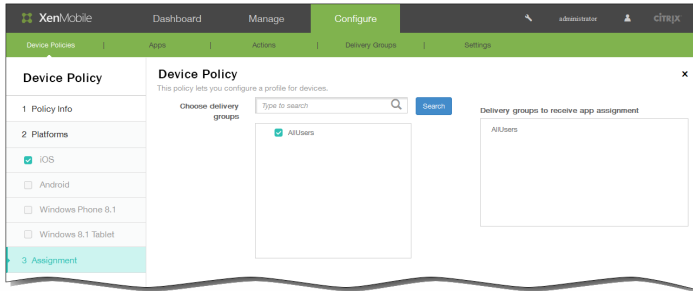 XenMobile Dashboard Manage Configure administrator CITRIX
Device Policies | Apps | Actions | Delivery Groups | Settings
Device Policy
1 Policy Info
2 Platforms
iOS
Android
Windows Phone 8.1
Windows 8.1 Tablet
3 Assignment
Device Policy x
This policy lets you configure a profile for devices.
Choose delivery
groups
Type to search
Search
AllUsers
Delivery groups to receive app assignment
AllUsers